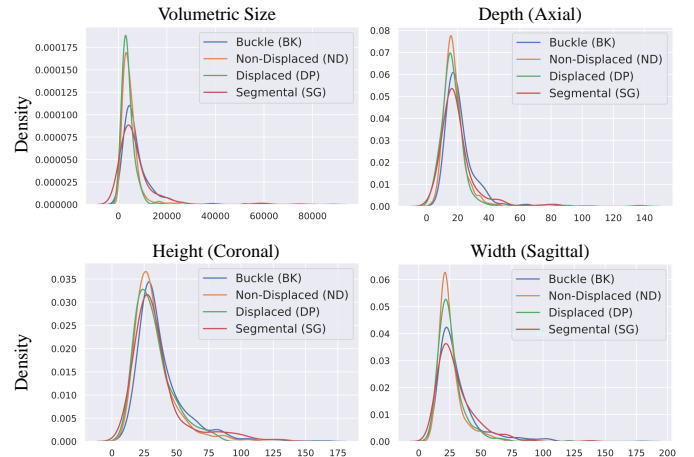 Volumetric Size
Density
0.000175
0.000150
0.000125
0.000100
0.000075
0.000050
0.000025
0.000000
0 20000 40000 60000 80000
Buckle (BK)
Non-Displaced (ND)
Displaced (DP)
Segmental (SG)
Depth (Axial)
0.08
0.07
0.06
0.05
0.04
0.03
0.02
0.01
0.00
0 20 40 60 80 100 120 140
Buckle (BK)
Non-Displaced (ND)
Displaced (DP)
Segmental (SG)
Height (Coronal)
Density
0.035
0.030
0.025
0.020
0.015
0.010
0.005
0.000
0 25 50 75 100 125 150 175
Buckle (BK)
Non-Displaced (ND)
Displaced (DP)
Segmental (SG)
Width (Sagittal)
0.06
0.05
0.04
0.03
0.02
0.01
0.00
0 25 50 75 100 125 150 175 200
Buckle (BK)
Non-Displaced (ND)
Displaced (DP)
Segmental (SG)